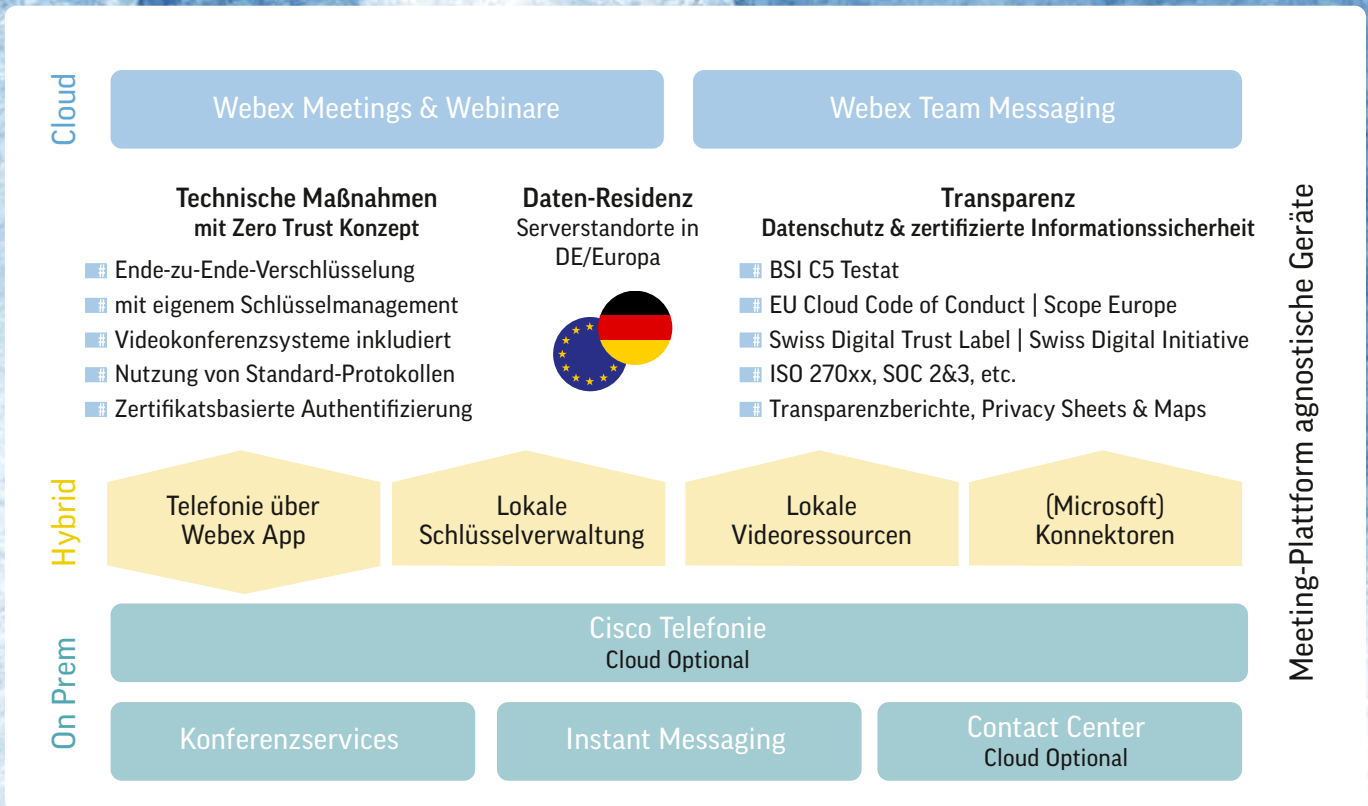 Cloud
Webex Meetings & Webinare
Webex Team Messaging
Technische Maßnahmen
mit Zero Trust Konzept
# Ende-zu-Ende-Verschlüsselung
# mit eigenem Schlüsselmanagement
# Videokonferenzsysteme inkludiert
# Nutzung von Standard-Protokollen
# Zertifikatsbasierte Authentifizierung
Daten-Residenz
Serverstandorte in
DE/Europa
Transparenz
Datenschutz & zertifizierte Informationssicherheit
# BSI C5 Testat
# EU Cloud Code of Conduct | Scope Europe
# Swiss Digital Trust Label | Swiss Digital Initiative
# ISO 270xx, SOC 2&3, etc.
# Transparenzberichte, Privacy Sheets & Maps
Hybrid
Telefonie über
Webex App
Lokale
Schlüsselverwaltung
Lokale
Videoressourcen
(Microsoft)
Konnektoren
On Prem
Cisco Telefonie
Cloud Optional
Konferenzservices
Instant Messaging
Contact Center
Cloud Optional
Meeting-Plattform agnostische Geräte